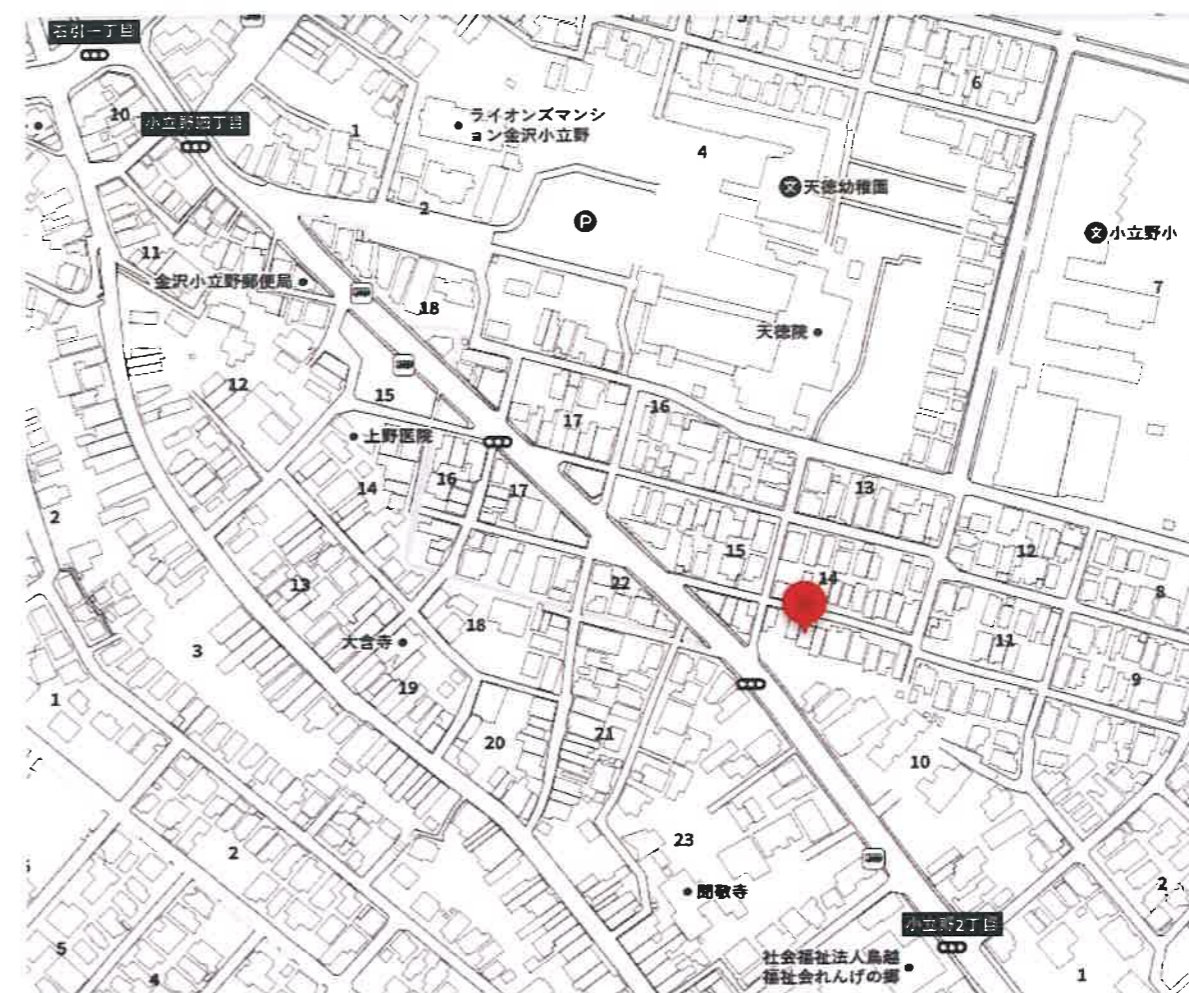 石引一丁目
小立野四丁目
10
1
ライオンズマンシ
ョン金沢小立野
4
6
天徳幼稚園
2
P
小立野小
11
金沢小立野郵便局
18
7
天徳院
12
15
17
16
上野医院
14
16
17
13
2
15
12
13
22
14
8
18
大含寺
3
11
19
9
1
20
21
10
2
23
聞敬寺
2
小立野2丁目
5
4
社会福祉法人鳥越
福祉会れんげの郷
1